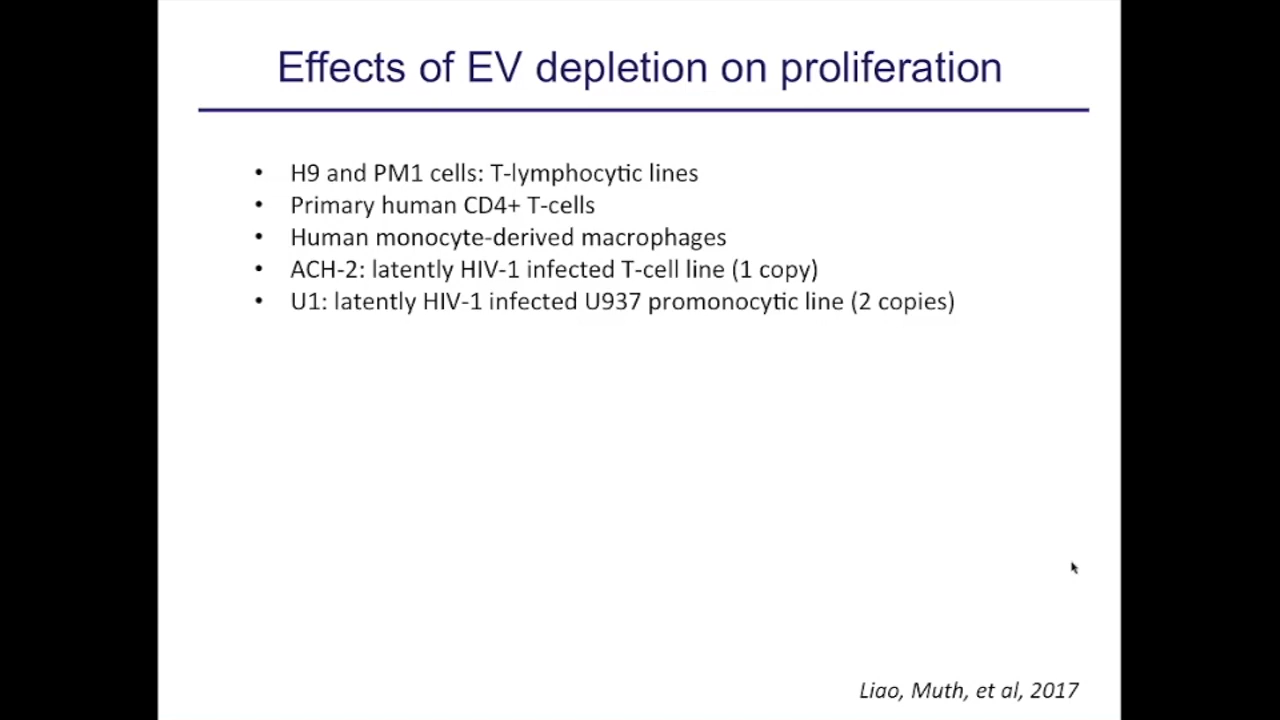 Effects of EV depletion on proliferation
• H9 and PM1 cells: T-lymphocytic lines
• Primary human CD4+ T-cells
• Human monocyte-derived macrophages
• ACH-2: latently HIV-1 infected T-cell line (1 copy)
• U1: latently HIV-1 infected U937 promonocytic line (2 copies)
Liao, Muth, et al, 2017